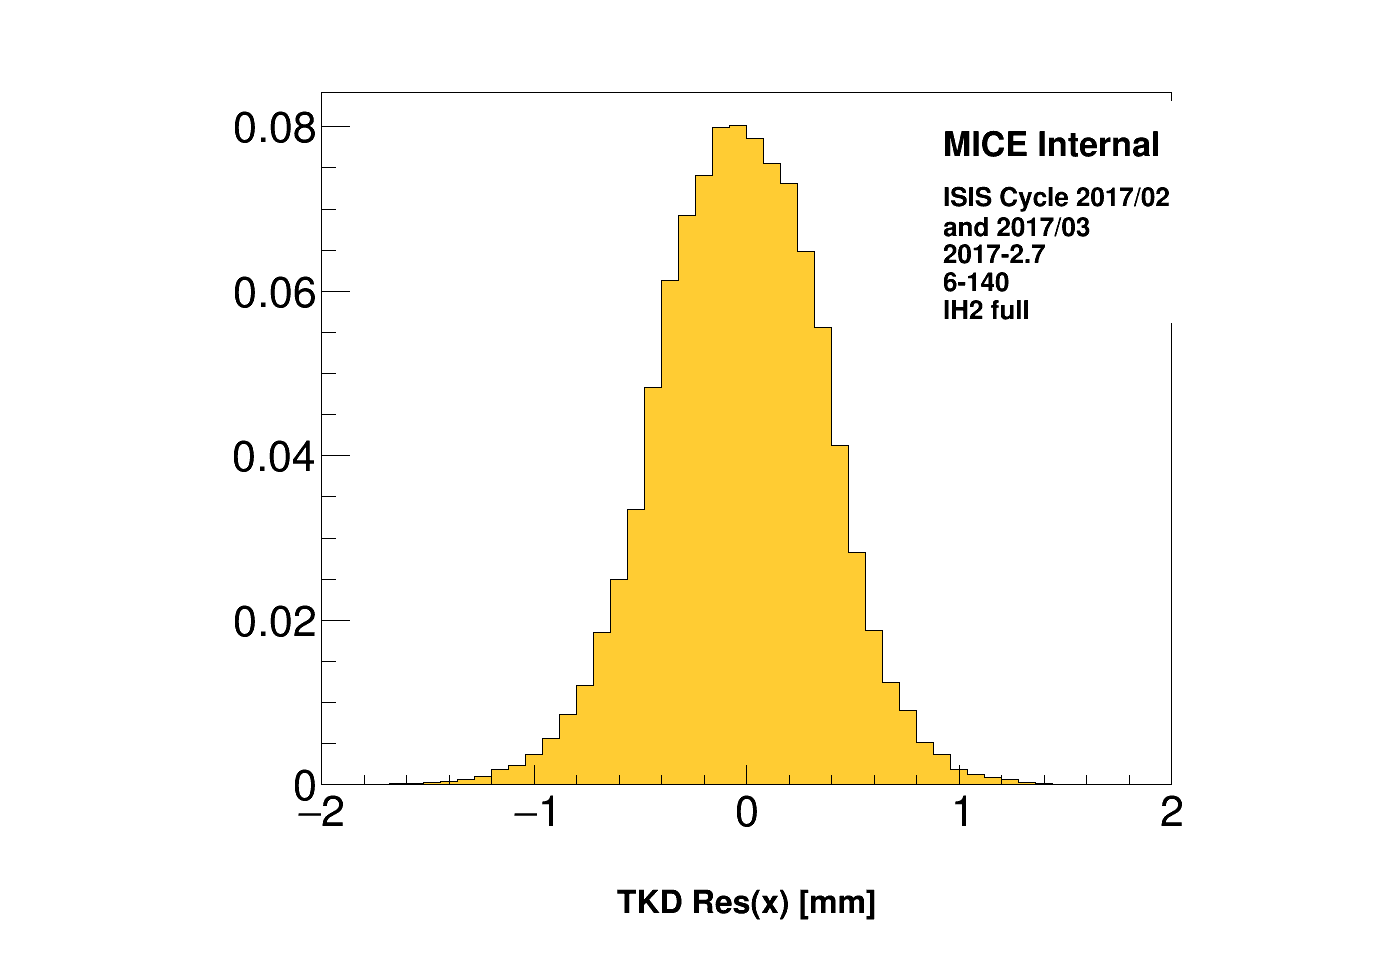 MICE Internal
ISIS Cycle 2017/02
and 2017/03
2017-2.7
6-140
lH2 full
0.08
0.06
0.04
0.02
0
−2 −1 0 1 2
TKD Res(x) [mm]